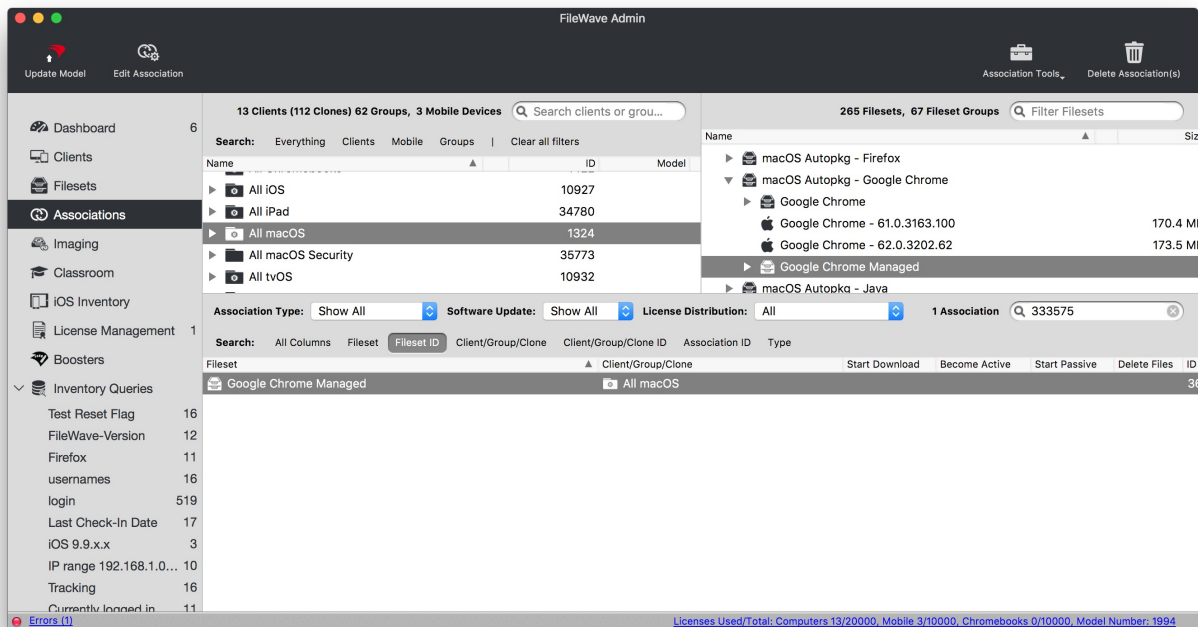 FileWave Admin
Update Model
Edit Association
Association Tools
Delete Association(s)
Dashboard 6
Clients
Filesets
Associations
Imaging
Classroom
iOS Inventory
License Management 1
Boosters
Inventory Queries
Test Reset Flag 16
FileWave-Version 12
Firefox 11
usernames 16
login 519
Last Check-In Date 17
iOS 9.9.x.x 3
IP range 192.168.1.0... 10
Tracking 16
Currently logged in 11
13 Clients (112 Clones) 62 Groups, 3 Mobile Devices
Search clients or grou...
Search: Everything Clients Mobile Groups | Clear all filters
Name ID Model
All iOS 10927
All iPad 34780
All macOS 1324
All macOS Security 35773
All tvOS 10932
265 Filesets, 67 Fileset Groups
Filter Filesets
Name Siz
macOS Autopkg - Firefox
macOS Autopkg - Google Chrome
Google Chrome
Google Chrome - 61.0.3163.100 170.4 MI
Google Chrome - 62.0.3202.62 173.5 MI
Google Chrome Managed
macOS Autopkg - Java
Association Type: Show All Software Update: Show All License Distribution: All 1 Association 333575
Search: All Columns Fileset Fileset ID Client/Group/Clone Client/Group/Clone ID Association ID Type
Fileset Client/Group/Clone Start Download Become Active Start Passive Delete Files ID
Google Chrome Managed All macOS 36
Errors (1)
Licenses Used/Total: Computers 13/20000, Mobile 3/10000, Chromebooks 0/10000, Model Number: 1994